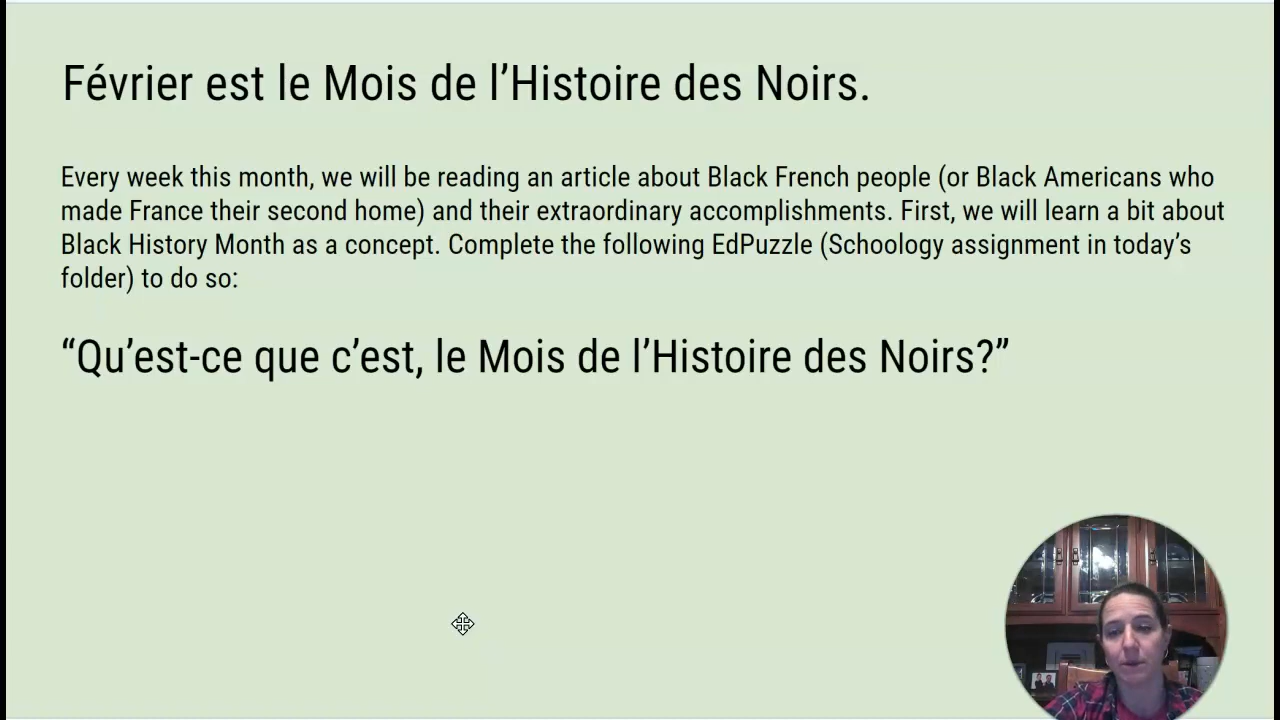 Février est le Mois de l’Histoire des Noirs.
Every week this month, we will be reading an article about Black French people (or Black Americans who
made France their second home) and their extraordinary accomplishments. First, we will learn a bit about
Black History Month as a concept. Complete the following EdPuzzle (Schoology assignment in today’s
folder) to do so:
“Qu’est-ce que c’est, le Mois de l’Histoire des Noirs?”